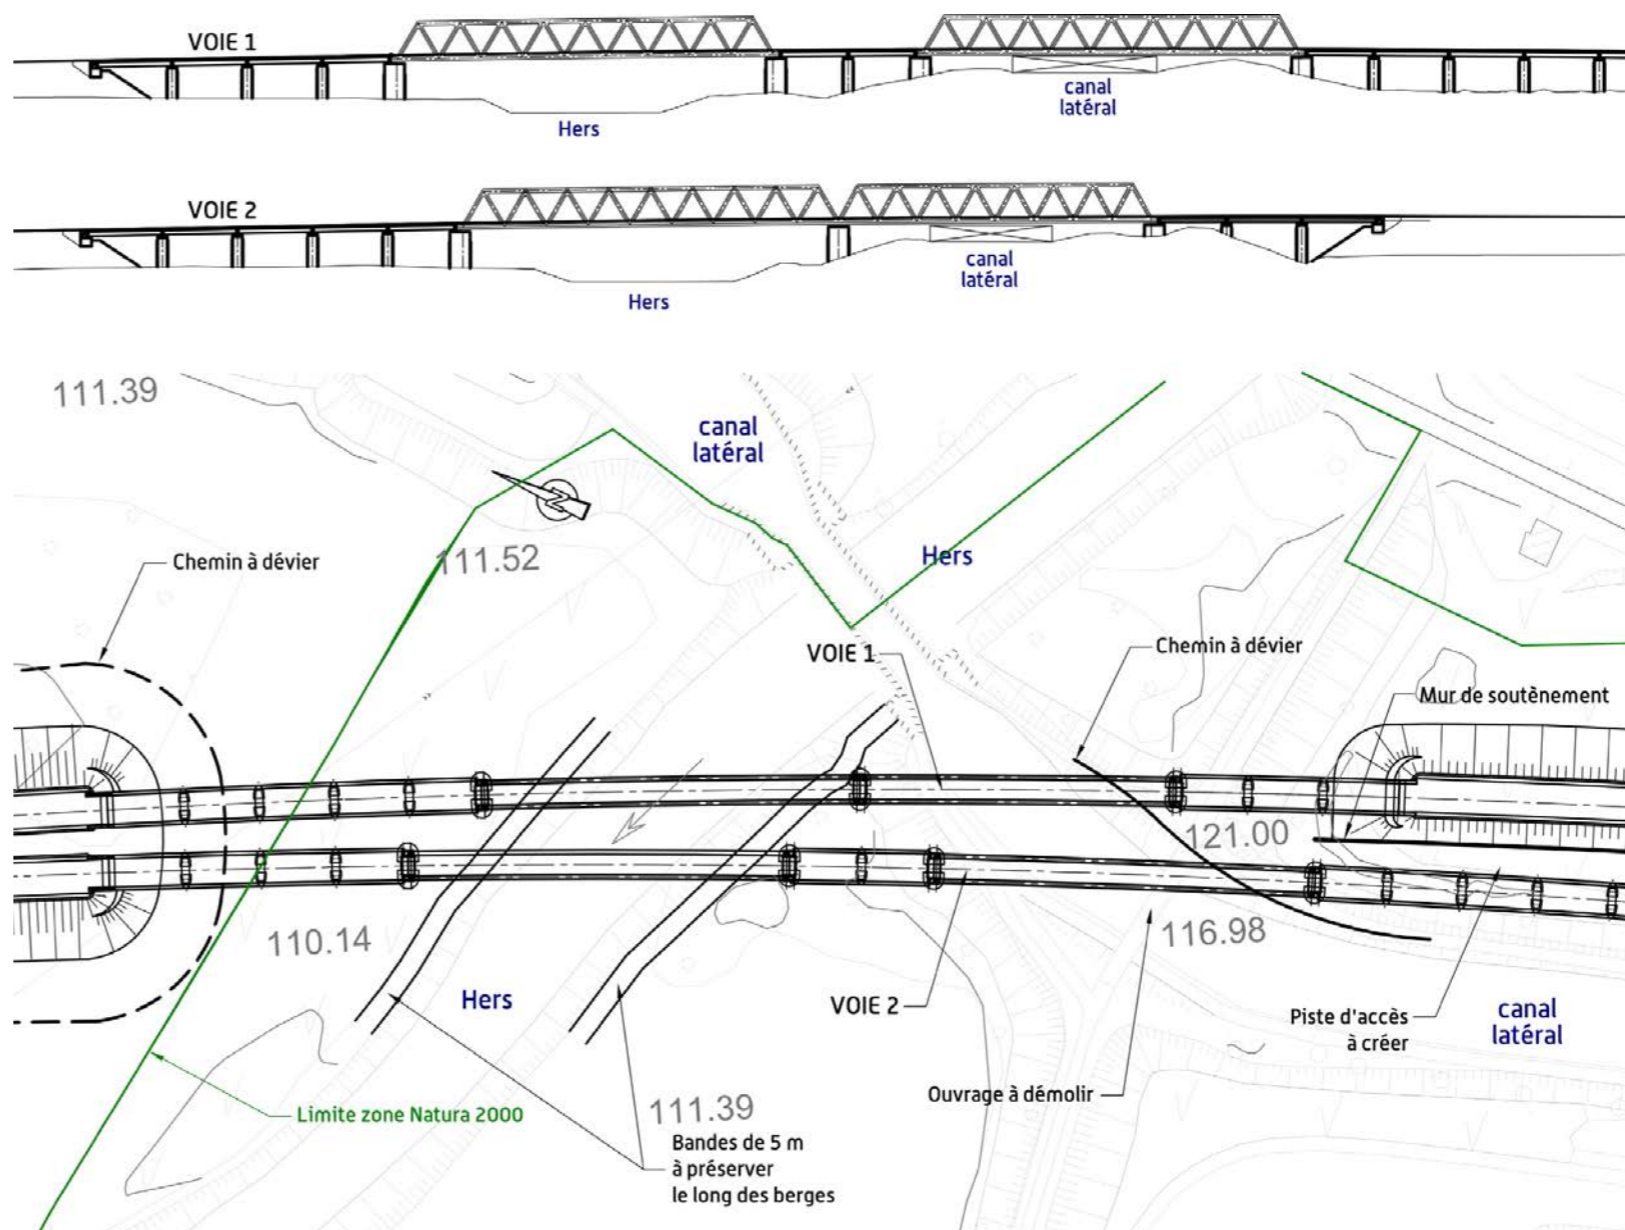 VOIE 1
canal
latéral
Hers
VOIE 2
canal
latéral
Hers
111.39
canal
latéral
N
Hers
111.52
Chemin à dévier
VOIE 1
Chemin à dévier
Mur de soutènement
121.00
110.14
116.98
Hers
VOIE 2
Piste d'accès
à créer
canal
latéral
Ouvrage à démolir
Limite zone Natura 2000
111.39
Bandes de 5 m
à préserver
le long des berges